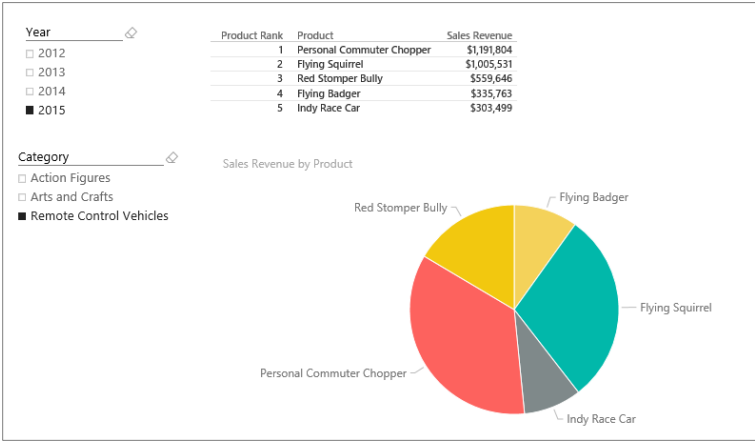 Year
2012
2013
2014
2015
Product Rank Product Sales Revenue
1 Personal Commuter Chopper $1,191,804
2 Flying Squirrel $1,005,531
3 Red Stomper Bully $559,646
4 Flying Badger $335,763
5 Indy Race Car $303,499
Category
Action Figures
Arts and Crafts
Remote Control Vehicles
Sales Revenue by Product
Flying Badger
Red Stomper Bully
Flying Squirrel
Personal Commuter Chopper
Indy Race Car